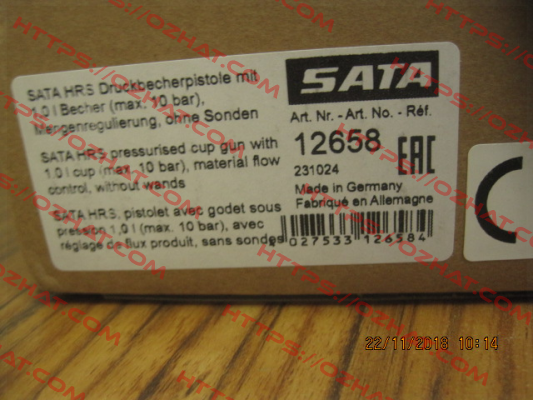 SATA HRS Druckbecherpistole mit
1,0 l Becher (max. 10 bar),
Mengenregulierung, ohne Sonden
SATA HRS, pressurised cup gun with
1,0 l cup (max. 10 bar), material flow
control, without wands
SATA HRS, pistolet avec godet sous
pression 1,0 l (max. 10 bar), avec
réglage de flux produit, sans sondes
SATA
Art. Nr. - Art. No. - Réf.
12658
EAC
231024
Made in Germany
Fabriqué en Allemagne
027533 126584
CE
22/11/2018 10:14
HTTPS://OZHAT.COM